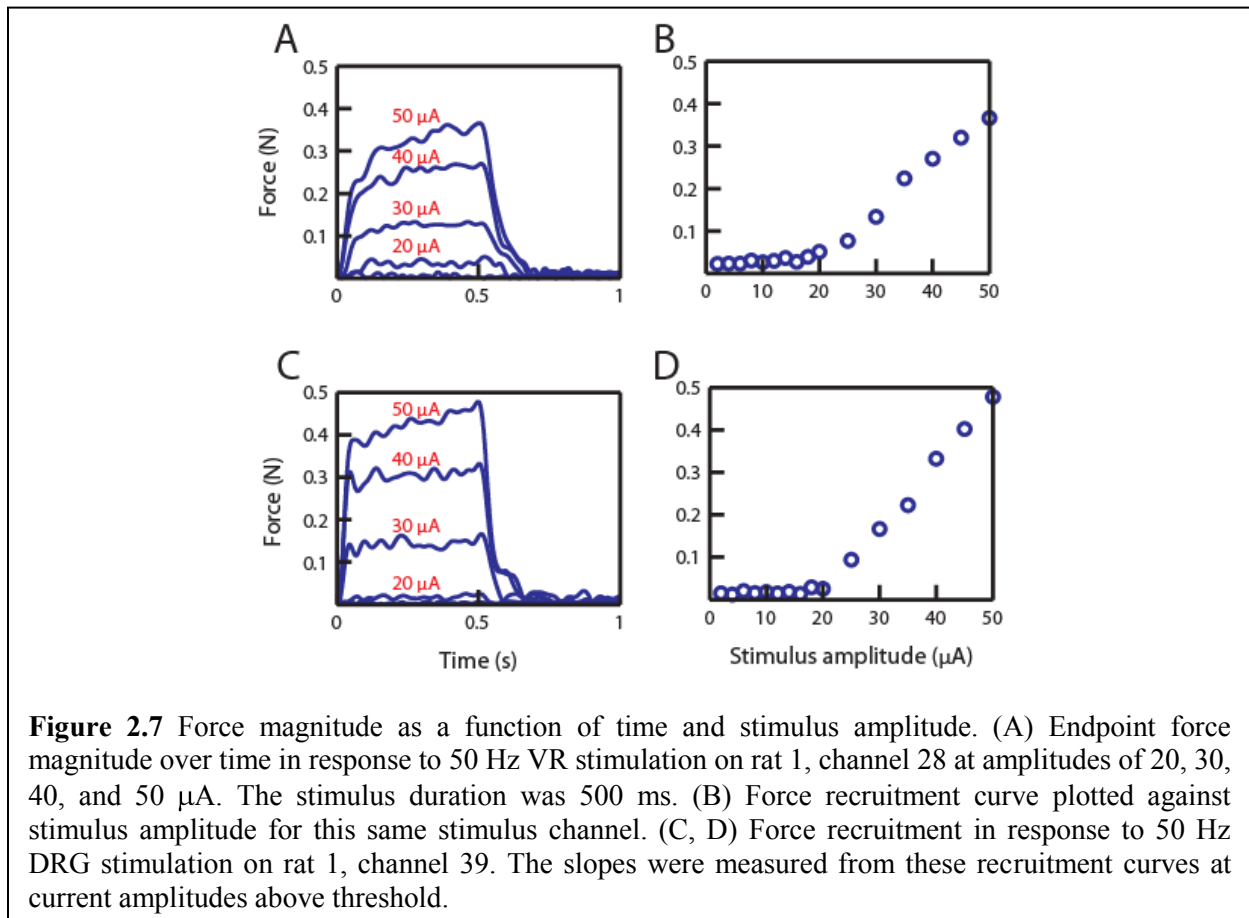 A
0.5
0.4
0.3
0.2
0.1
Force (N)
50 μA
40 μA
30 μA
20 μA
0
0.5
1
B
0.5
0.4
0.3
0.2
0.1
0
10
20
30
40
50
C
0.5
0.4
0.3
0.2
0.1
Force (N)
50 μA
40 μA
30 μA
20 μA
0
0.5
1
Time (s)
D
0.5
0.4
0.3
0.2
0.1
0
10
20
30
40
50
Stimulus amplitude (μA)
Figure 2.7 Force magnitude as a function of time and stimulus amplitude. (A) Endpoint force
magnitude over time in response to 50 Hz VR stimulation on rat 1, channel 28 at amplitudes of 20, 30,
40, and 50 μA. The stimulus duration was 500 ms. (B) Force recruitment curve plotted against
stimulus amplitude for this same stimulus channel. (C, D) Force recruitment in response to 50 Hz
DRG stimulation on rat 1, channel 39. The slopes were measured from these recruitment curves at
current amplitudes above threshold.